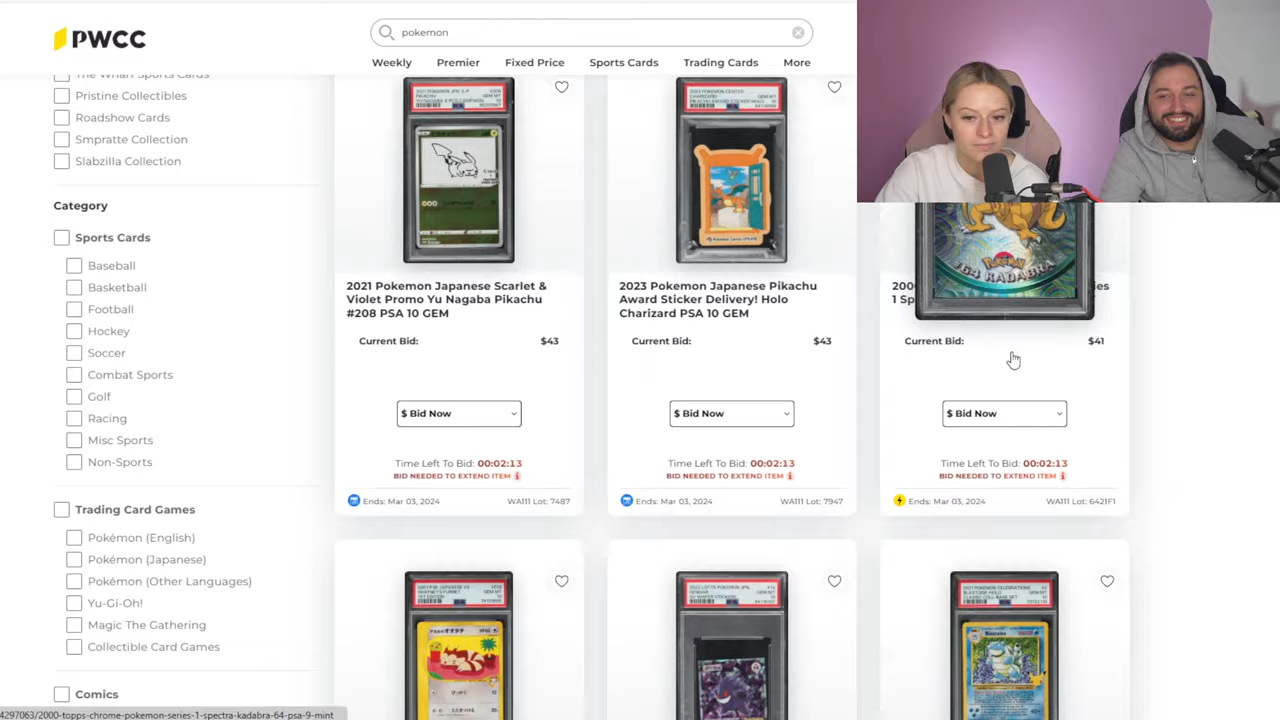 PWCC
pokemon
Weekly Premier Fixed Price Sports Cards Trading Cards More
The Wharf Sports Cards
Pristine Collectibles
Roadshow Cards
Smpratte Collection
Slabzilla Collection
Category
Sports Cards
Baseball
Basketball
Football
Hockey
Soccer
Combat Sports
Golf
Racing
Misc Sports
Non-Sports
Trading Card Games
Pokémon (English)
Pokémon (Japanese)
Pokémon (Other Languages)
Yu-Gi-Oh!
Magic The Gathering
Collectible Card Games
Comics
4297063/2000-topps-chrome-pokemon-series-1-spectra-kadabra-64-psa-9-mint
2021 Pokemon Japanese Scarlet &
Violet Promo Yu Nagaba Pikachu
#208 PSA 10 GEM
Current Bid: $43
$ Bid Now
Time Left To Bid: 00:02:13
BID NEEDED TO EXTEND ITEM
Ends: Mar 03, 2024 WA111 Lot: 7487
2023 Pokemon Japanese Pikachu
Award Sticker Delivery! Holo
Charizard PSA 10 GEM
Current Bid: $43
$ Bid Now
Time Left To Bid: 00:02:13
BID NEEDED TO EXTEND ITEM
Ends: Mar 03, 2024 WA111 Lot: 7947
Pokémon
#64 KADABRA
Current Bid: $41
$ Bid Now
Time Left To Bid: 00:02:13
BID NEEDED TO EXTEND ITEM
Ends: Mar 03, 2024 WA111 Lot: 6421F1